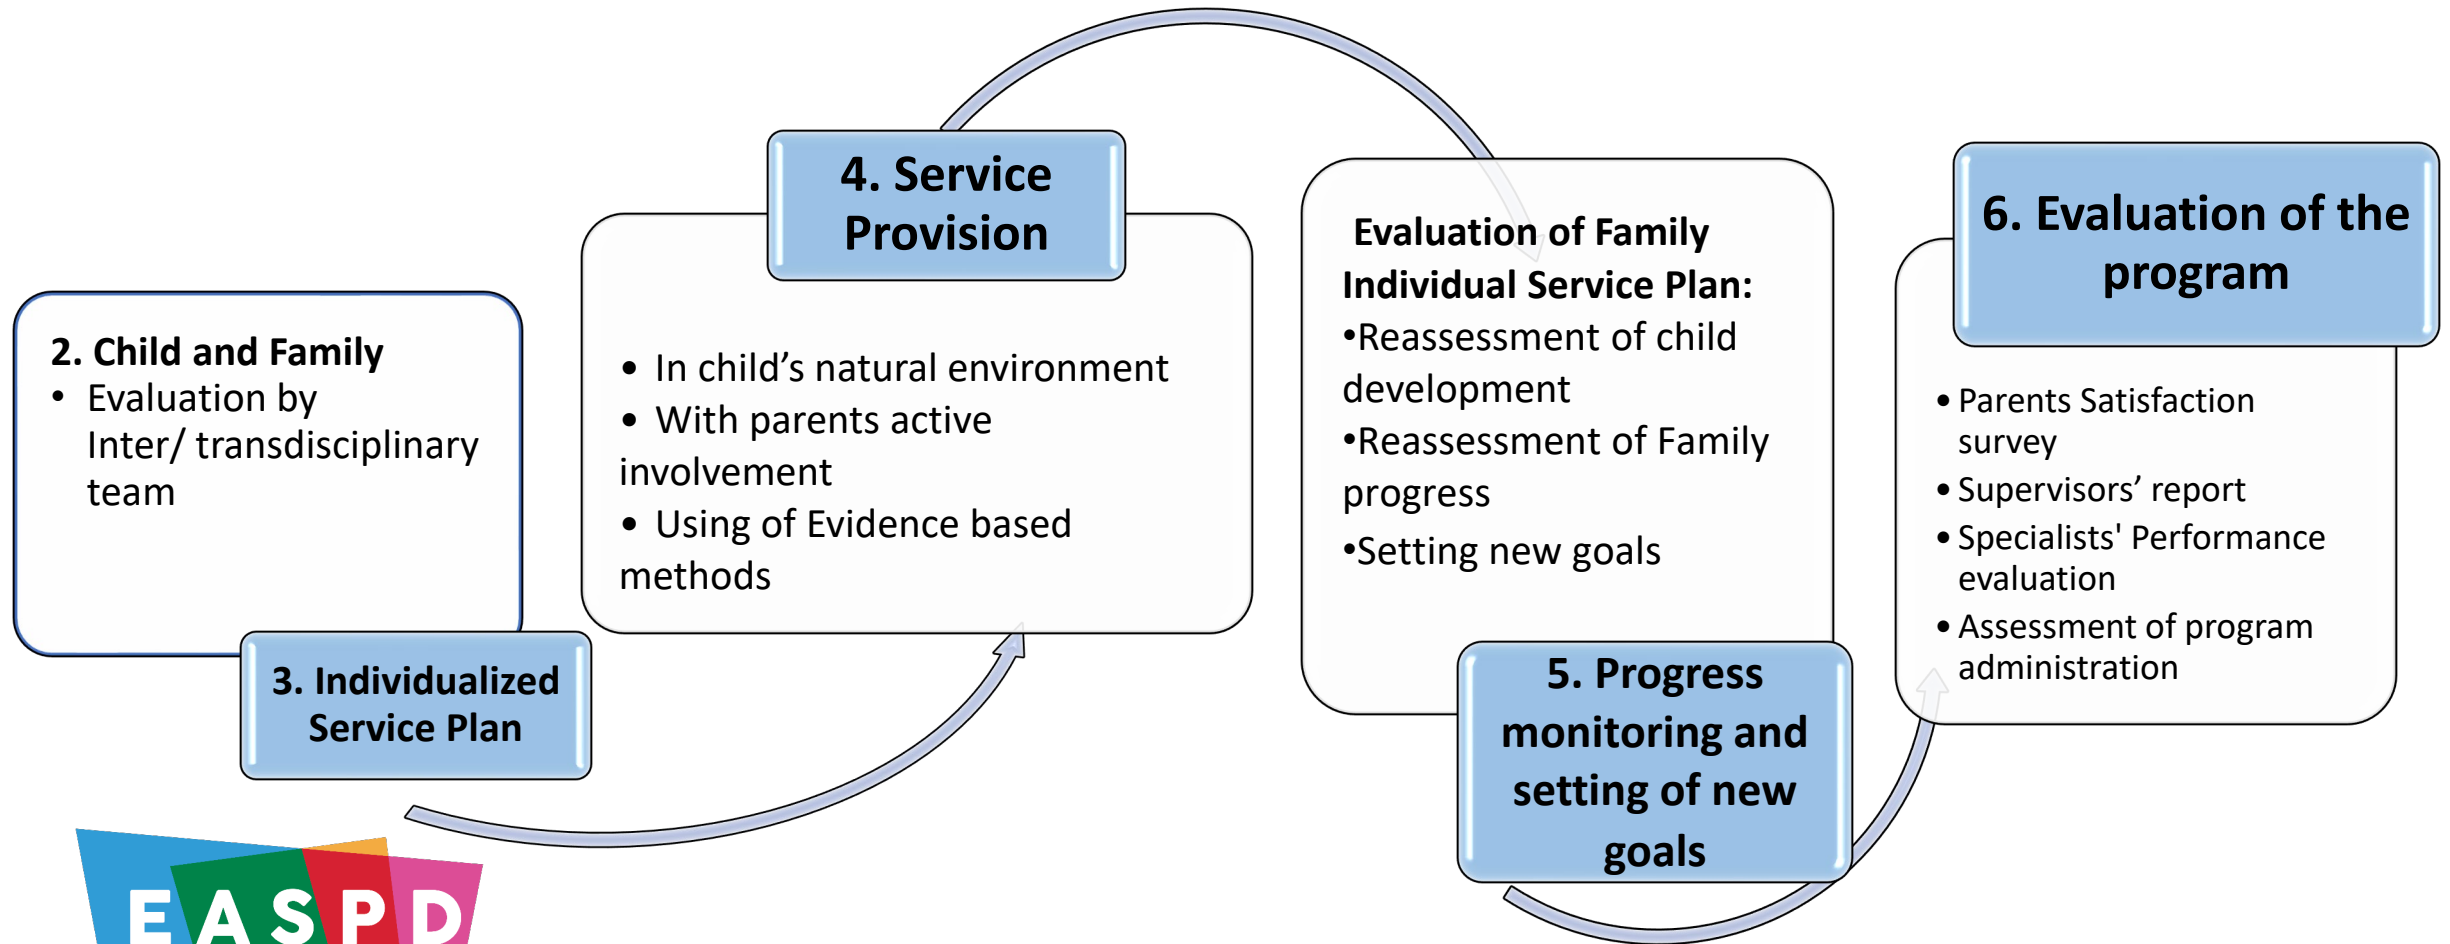 2. Child and Family
• Evaluation by
Inter/ transdisciplinary
team
3. Individualized
Service Plan
4. Service
Provision
• In child’s natural environment
• With parents active
involvement
• Using of Evidence based
methods
Evaluation of Family
Individual Service Plan:
•Reassessment of child
development
•Reassessment of Family
progress
•Setting new goals
5. Progress
monitoring and
setting of new
goals
6. Evaluation of the
program
• Parents Satisfaction
survey
• Supervisors’ report
• Specialists' Performance
evaluation
• Assessment of program
administration
EASPD